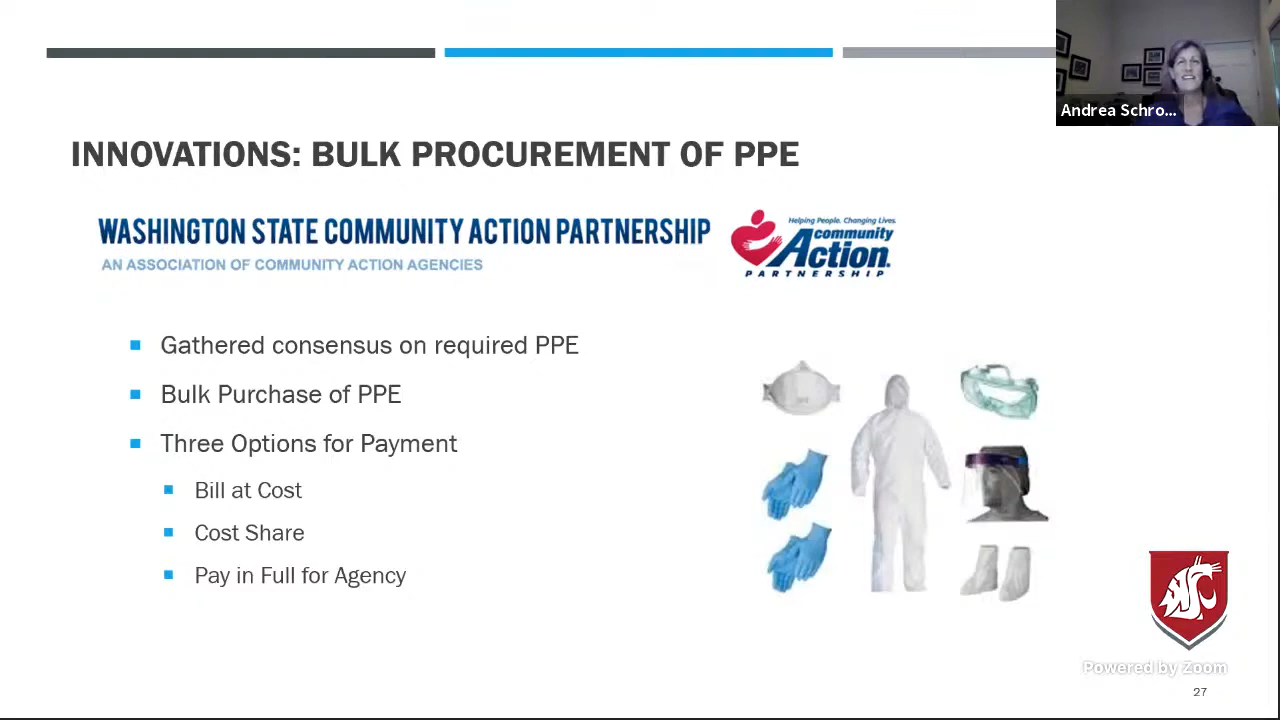 Andrea Schro...
INNOVATIONS: BULK PROCUREMENT OF PPE
WASHINGTON STATE COMMUNITY ACTION PARTNERSHIP
AN ASSOCIATION OF COMMUNITY ACTION AGENCIES
Helping People. Changing Lives.
community
Action
PARTNERSHIP
Gathered consensus on required PPE
Bulk Purchase of PPE
Three Options for Payment
Bill at Cost
Cost Share
Pay in Full for Agency
Powered by Zoom
27